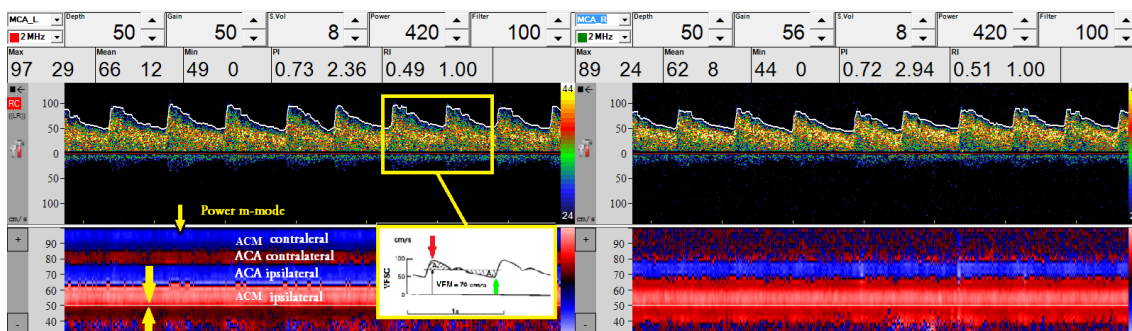 MCA_L Depth 50 Gain 50 S.Vol 8 Power 420 Filter 100 MCA_R Depth 50 Gain 56 S.Vol 8 Power 420 Filter 100
2 MHz 2 MHz
Max Mean Min PI RI Max Mean Min PI RI
97 29 66 12 49 0 0.73 2.36 0.49 1.00 89 24 62 8 44 0 0.72 2.94 0.51 1.00
RC
((LR))
100
50
0
50
100
cm/s
44
24
100
50
0
50
100
cm/s
Power m-mode
+
90
80
70
60
50
40
-
ACM contraleral
ACA contralateral
ACA ipsilateral
ACM ipsilateral
cm/s
100
VFSC
0
VFM = 70 cm/s
1s
+
90
80
70
60
50
40
-